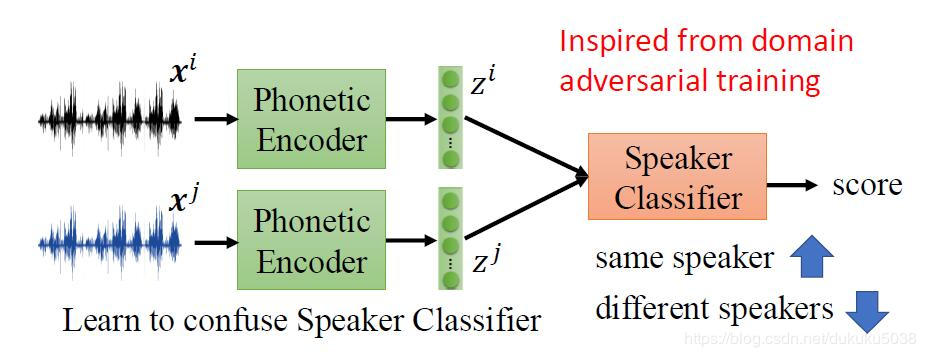 Inspired from domain
adversarial training
x^i
Phonetic
Encoder
z^i
Speaker
Classifier
score
x^j
Phonetic
Encoder
z^j
same speaker
different speakers
Learn to confuse Speaker Classifier
https://blog.csdn.net/dukuku5038